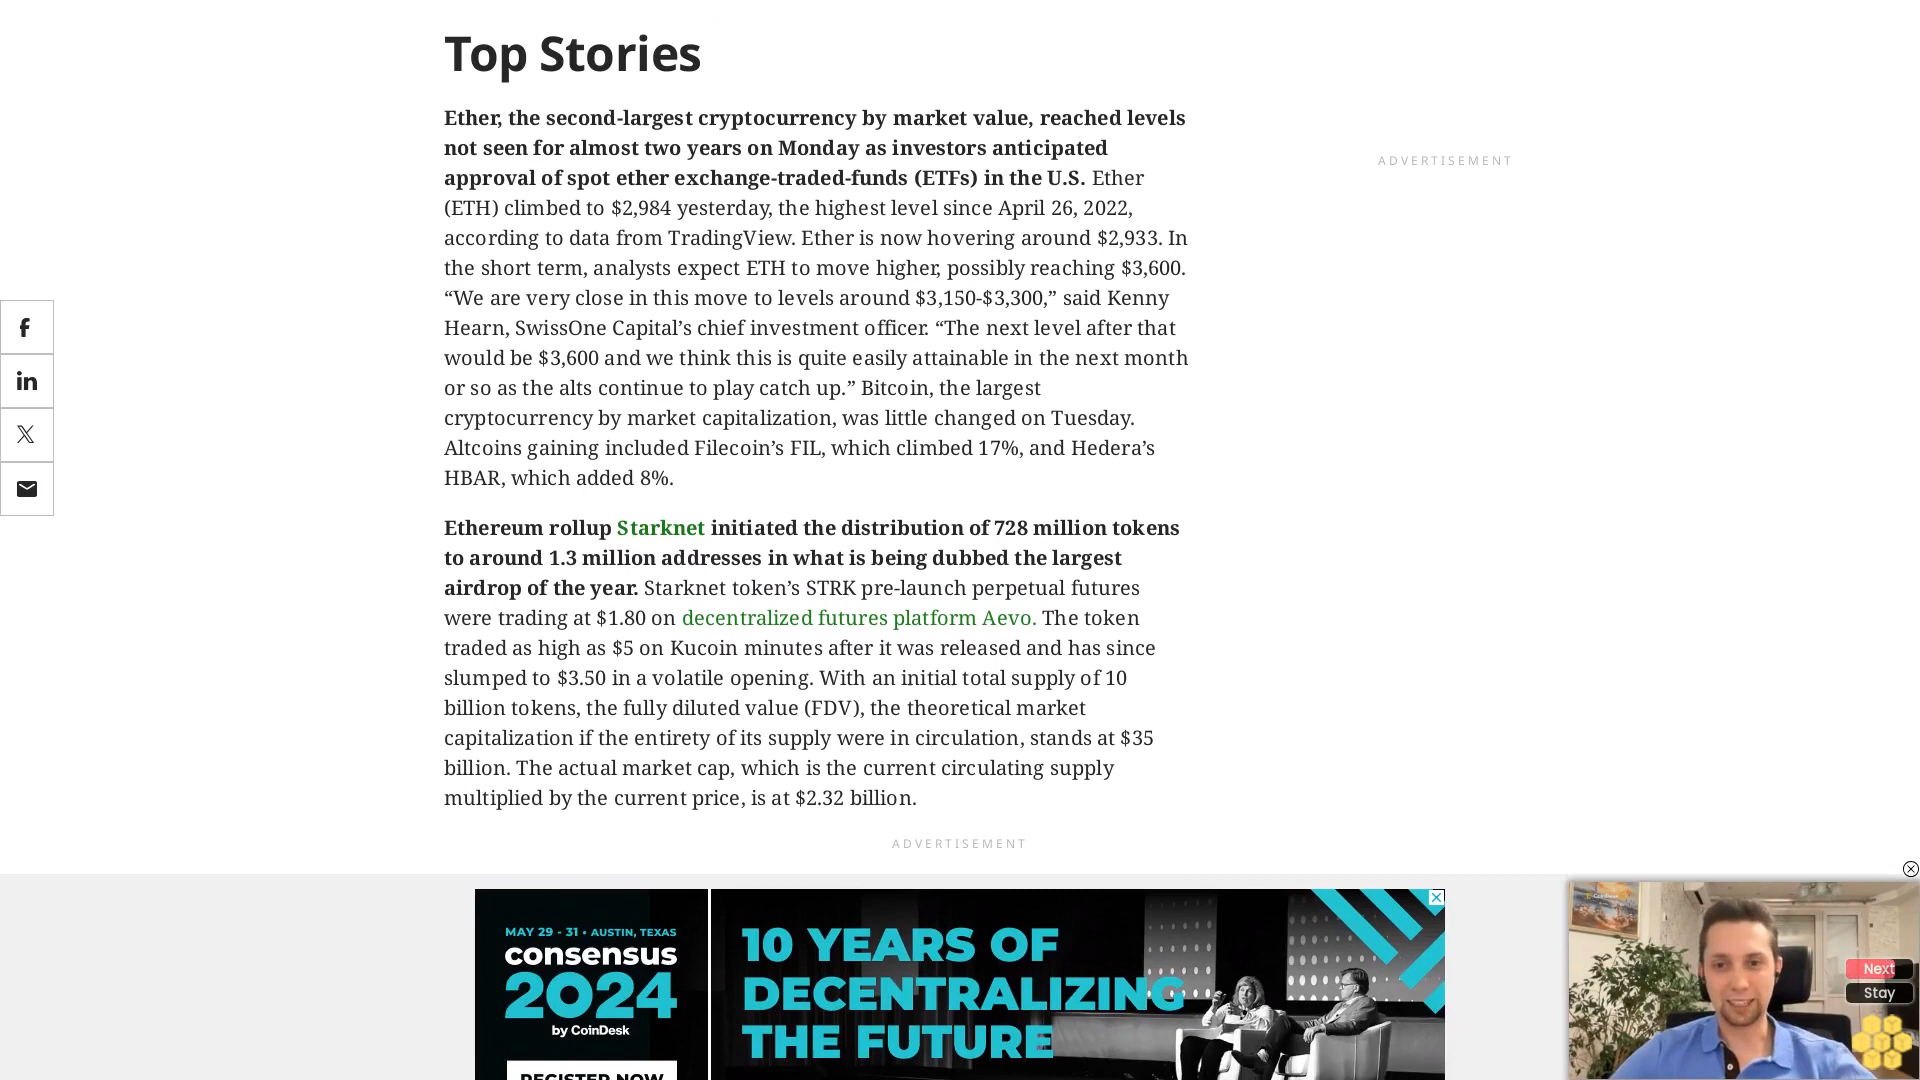 Top Stories
Ether, the second-largest cryptocurrency by market value, reached levels
not seen for almost two years on Monday as investors anticipated
approval of spot ether exchange-traded-funds (ETFs) in the U.S. Ether
(ETH) climbed to $2,984 yesterday, the highest level since April 26, 2022,
according to data from TradingView. Ether is now hovering around $2,933. In
the short term, analysts expect ETH to move higher, possibly reaching $3,600.
“We are very close in this move to levels around $3,150-$3,300,” said Kenny
Hearn, SwissOne Capital’s chief investment officer. “The next level after that
would be $3,600 and we think this is quite easily attainable in the next month
or so as the alts continue to play catch up.” Bitcoin, the largest
cryptocurrency by market capitalization, was little changed on Tuesday.
Altcoins gaining included Filecoin’s FIL, which climbed 17%, and Hedera’s
HBAR, which added 8%.
Ethereum rollup Starknet initiated the distribution of 728 million tokens
to around 1.3 million addresses in what is being dubbed the largest
airdrop of the year. Starknet token’s STRK pre-launch perpetual futures
were trading at $1.80 on decentralized futures platform Aevo. The token
traded as high as $5 on Kucoin minutes after it was released and has since
slumped to $3.50 in a volatile opening. With an initial total supply of 10
billion tokens, the fully diluted value (FDV), the theoretical market
capitalization if the entirety of its supply were in circulation, stands at $35
billion. The actual market cap, which is the current circulating supply
multiplied by the current price, is at $2.32 billion.
ADVERTISEMENT
ADVERTISEMENT
MAY 29 - 31 • AUSTIN, TEXAS
consensus
2024
by CoinDesk
REGISTER NOW
10 YEARS OF
DECENTRALIZING
THE FUTURE
Next
Stay